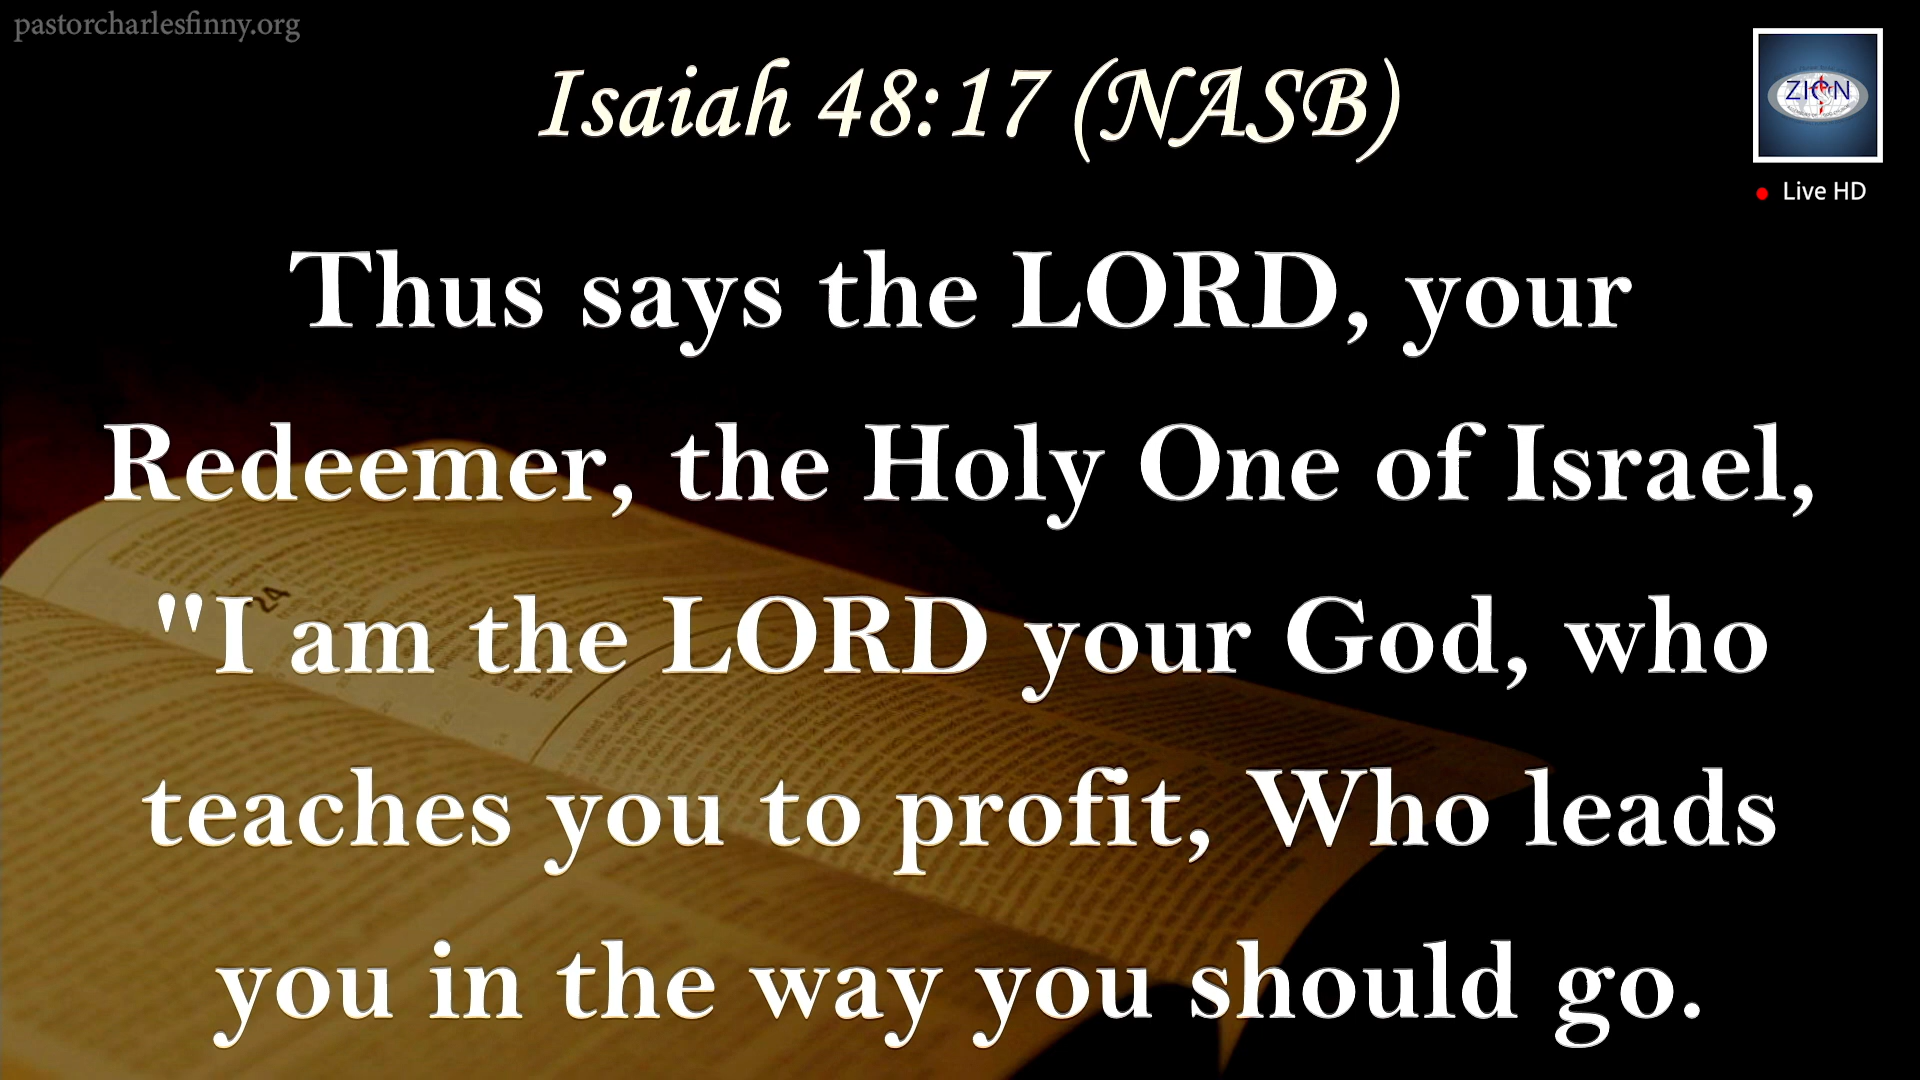 pastorcharlesfinny.org
Isaiah 48:17 (NASB)
ZION
Live HD
Thus says the LORD, your
Redeemer, the Holy One of Israel,
"I am the LORD your God, who
teaches you to profit, Who leads
you in the way you should go.
24